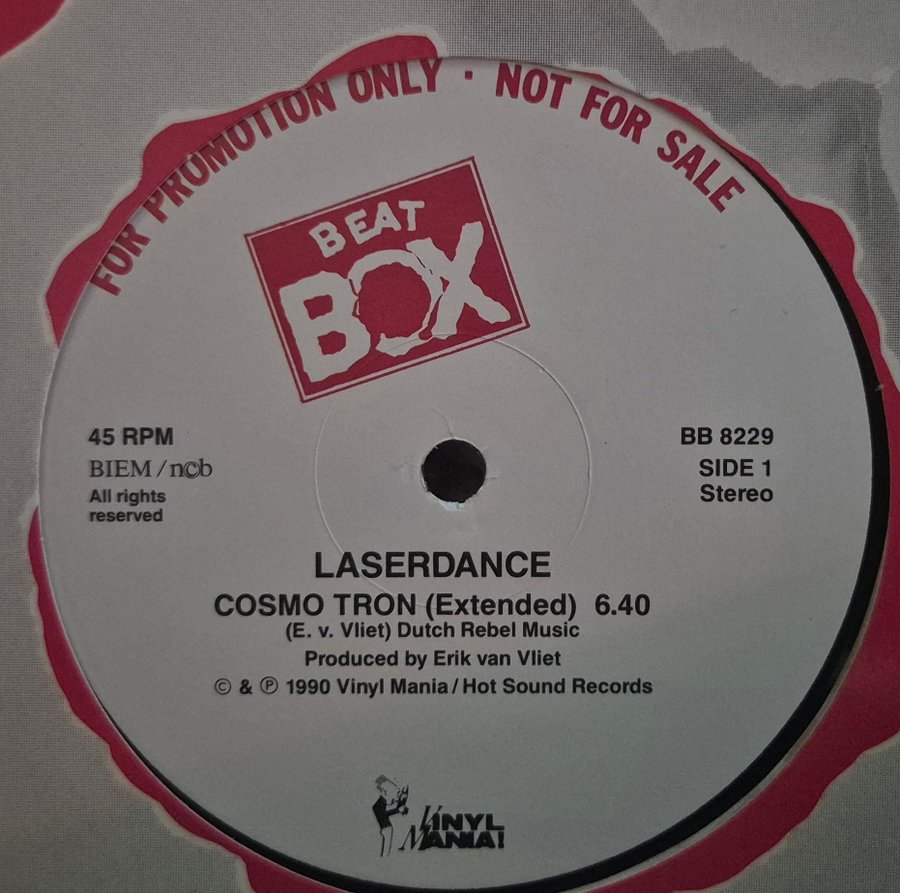 FOR PROMOTION ONLY · NOT FOR SALE
BEAT
BOX
45 RPM
BIEM / n©b
All rights
reserved
BB 8229
SIDE 1
Stereo
LASERDANCE
COSMO TRON (Extended) 6.40
(E. v. Vliet) Dutch Rebel Music
Produced by Erik van Vliet
© & ℗ 1990 Vinyl Mania / Hot Sound Records
VINYL
MANIA!